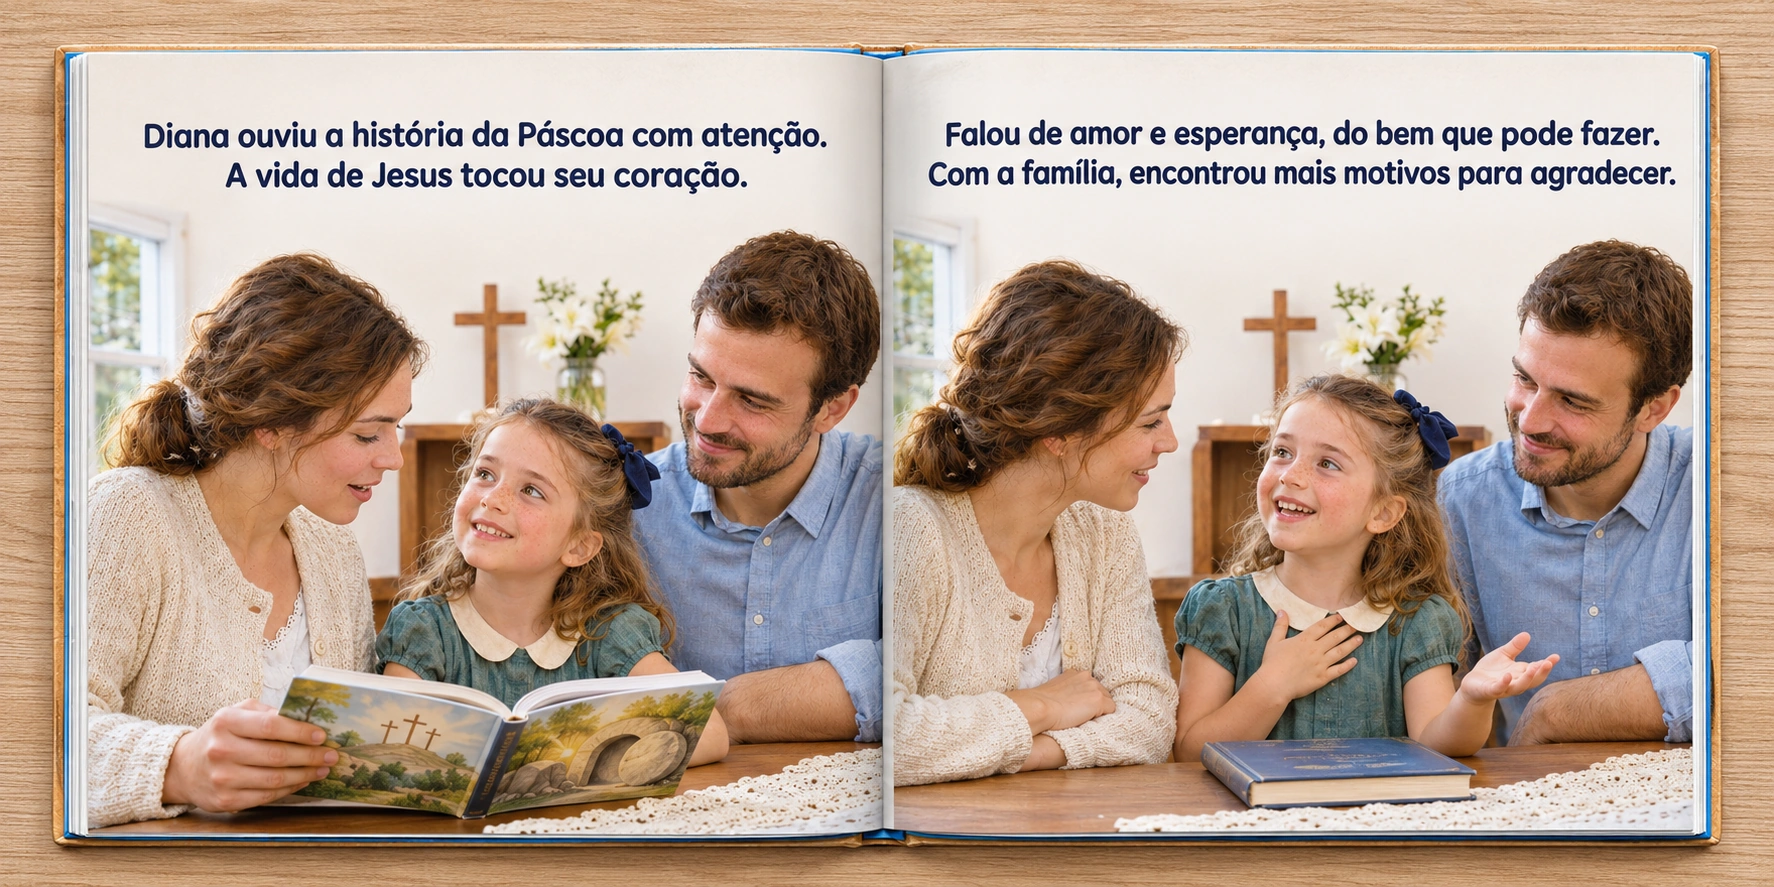 Diana ouviu a história da Páscoa com atenção.
A vida de Jesus tocou seu coração.
Falou de amor e esperança, do bem que pode fazer.
Com a família, encontrou mais motivos para agradecer.